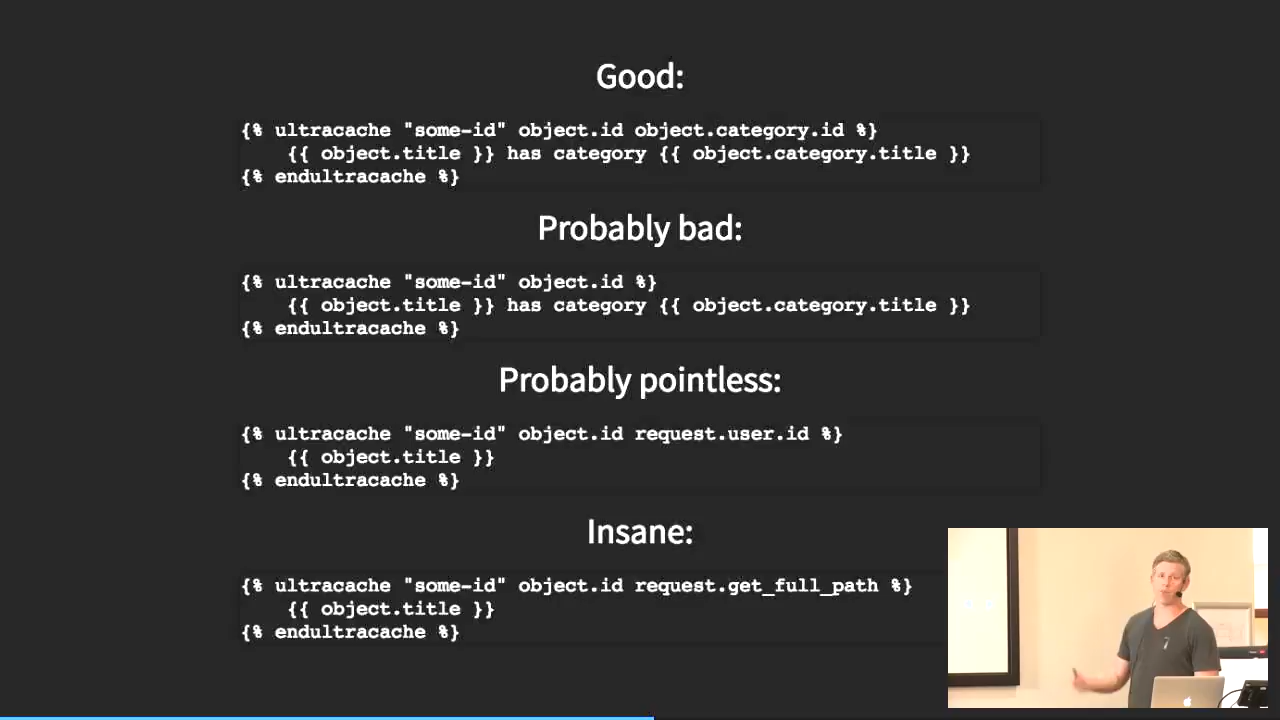 Good:
{% ultracache "some-id" object.id object.category.id %}
{{ object.title }} has category {{ object.category.title }}
{% endultracache %}
Probably bad:
{% ultracache "some-id" object.id %}
{{ object.title }} has category {{ object.category.title }}
{% endultracache %}
Probably pointless:
{% ultracache "some-id" object.id request.user.id %}
{{ object.title }}
{% endultracache %}
Insane:
{% ultracache "some-id" object.id request.get_full_path %}
{{ object.title }}
{% endultracache %}